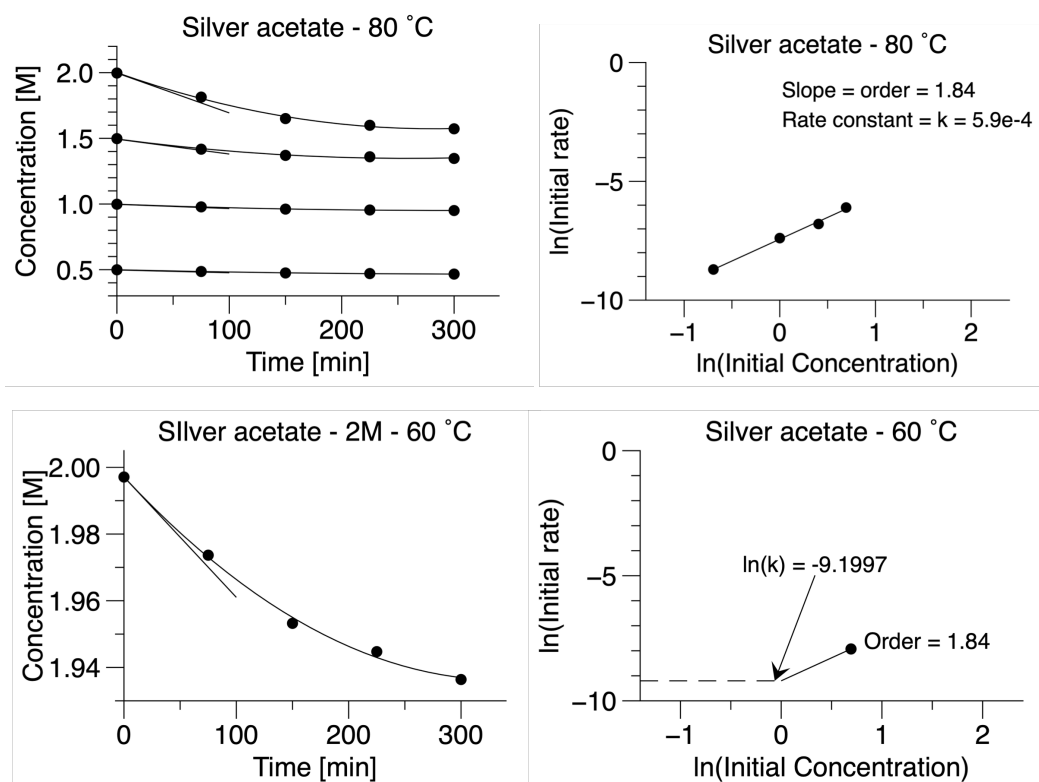 Silver acetate - 80 ˚C
Concentration [M]
2.0
1.5
1.0
0.5
0
100
200
300
Time [min]
Silver acetate - 80 ˚C
ln(Initial rate)
0
−5
−10
Slope = order = 1.84
Rate constant = k = 5.9e-4
−1
0
1
2
ln(Initial Concentration)
SIlver acetate - 2M - 60 ˚C
Concentration [M]
2.00
1.98
1.96
1.94
0
100
200
300
Time [min]
Silver acetate - 60 ˚C
ln(Initial rate)
0
−5
−10
ln(k) = -9.1997
Order = 1.84
−1
0
1
2
ln(Initial Concentration)